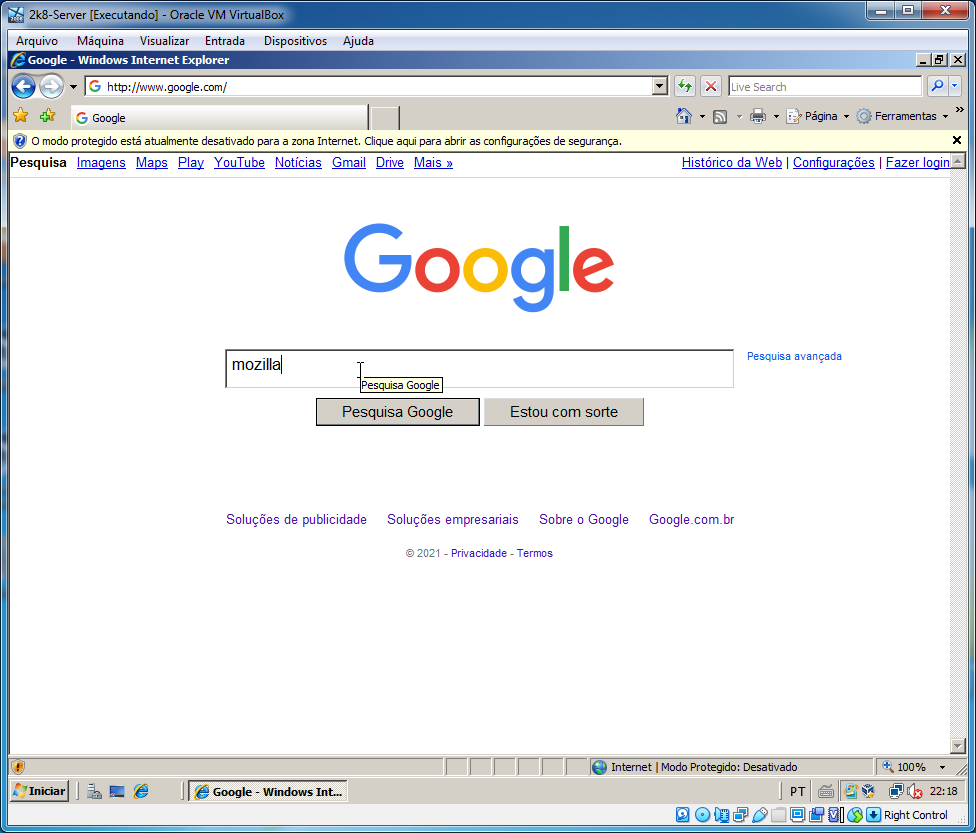 2k8-Server [Executando] - Oracle VM VirtualBox
Arquivo Máquina Visualizar Entrada Dispositivos Ajuda
Google - Windows Internet Explorer
http://www.google.com/ Live Search
Google Página Ferramentas »
O modo protegido está atualmente desativado para a zona Internet. Clique aqui para abrir as configurações de segurança.
Pesquisa Imagens Maps Play YouTube Notícias Gmail Drive Mais » Histórico da Web | Configurações | Fazer login
Google
mozilla Pesquisa avançada
Pesquisa Google
Pesquisa Google Estou com sorte
Soluções de publicidade Soluções empresariais Sobre o Google Google.com.br
© 2021 - Privacidade - Termos
Internet | Modo Protegido: Desativado 100%
Iniciar Google - Windows Int... PT 22:18
Right Control